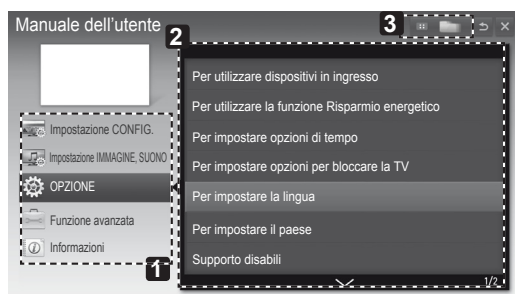 Manuale dell'utente
3
2
Per utilizzare dispositivi in ingresso
Per utilizzare la funzione Risparmio energetico
Per impostare opzioni di tempo
Per impostare opzioni per bloccare la TV
Per impostare la lingua
Per impostare il paese
Supporto disabili
1/2
Impostazione CONFIG.
Impostazione IMMAGINE, SUONO
OPZIONE
Funzione avanzata
Informazioni
1